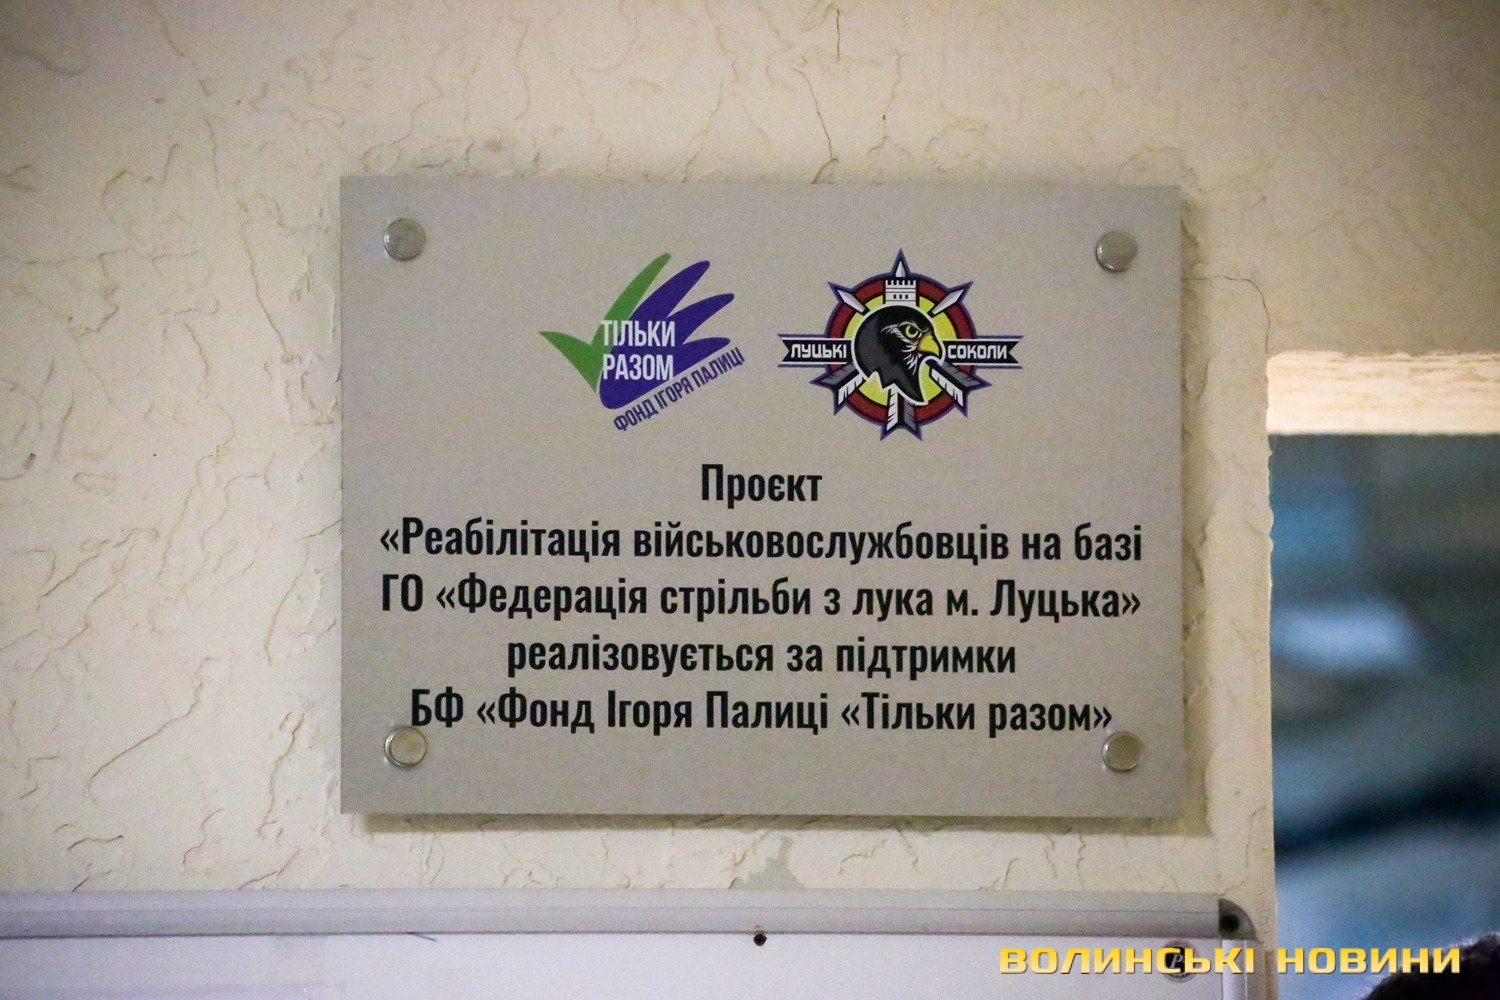 ТІЛЬКИ
РАЗОМ
ФОНД ІГОРЯ ПАЛИЦІ
ЛУЦЬКІ СОКОЛИ
Проєкт
«Реабілітація військовослужбовців на базі
ГО «Федерація стрільби з лука м. Луцька»
реалізовується за підтримки
БФ «Фонд Ігоря Палиці «Тільки разом»
ВОЛИНСЬКІ НОВИНИ